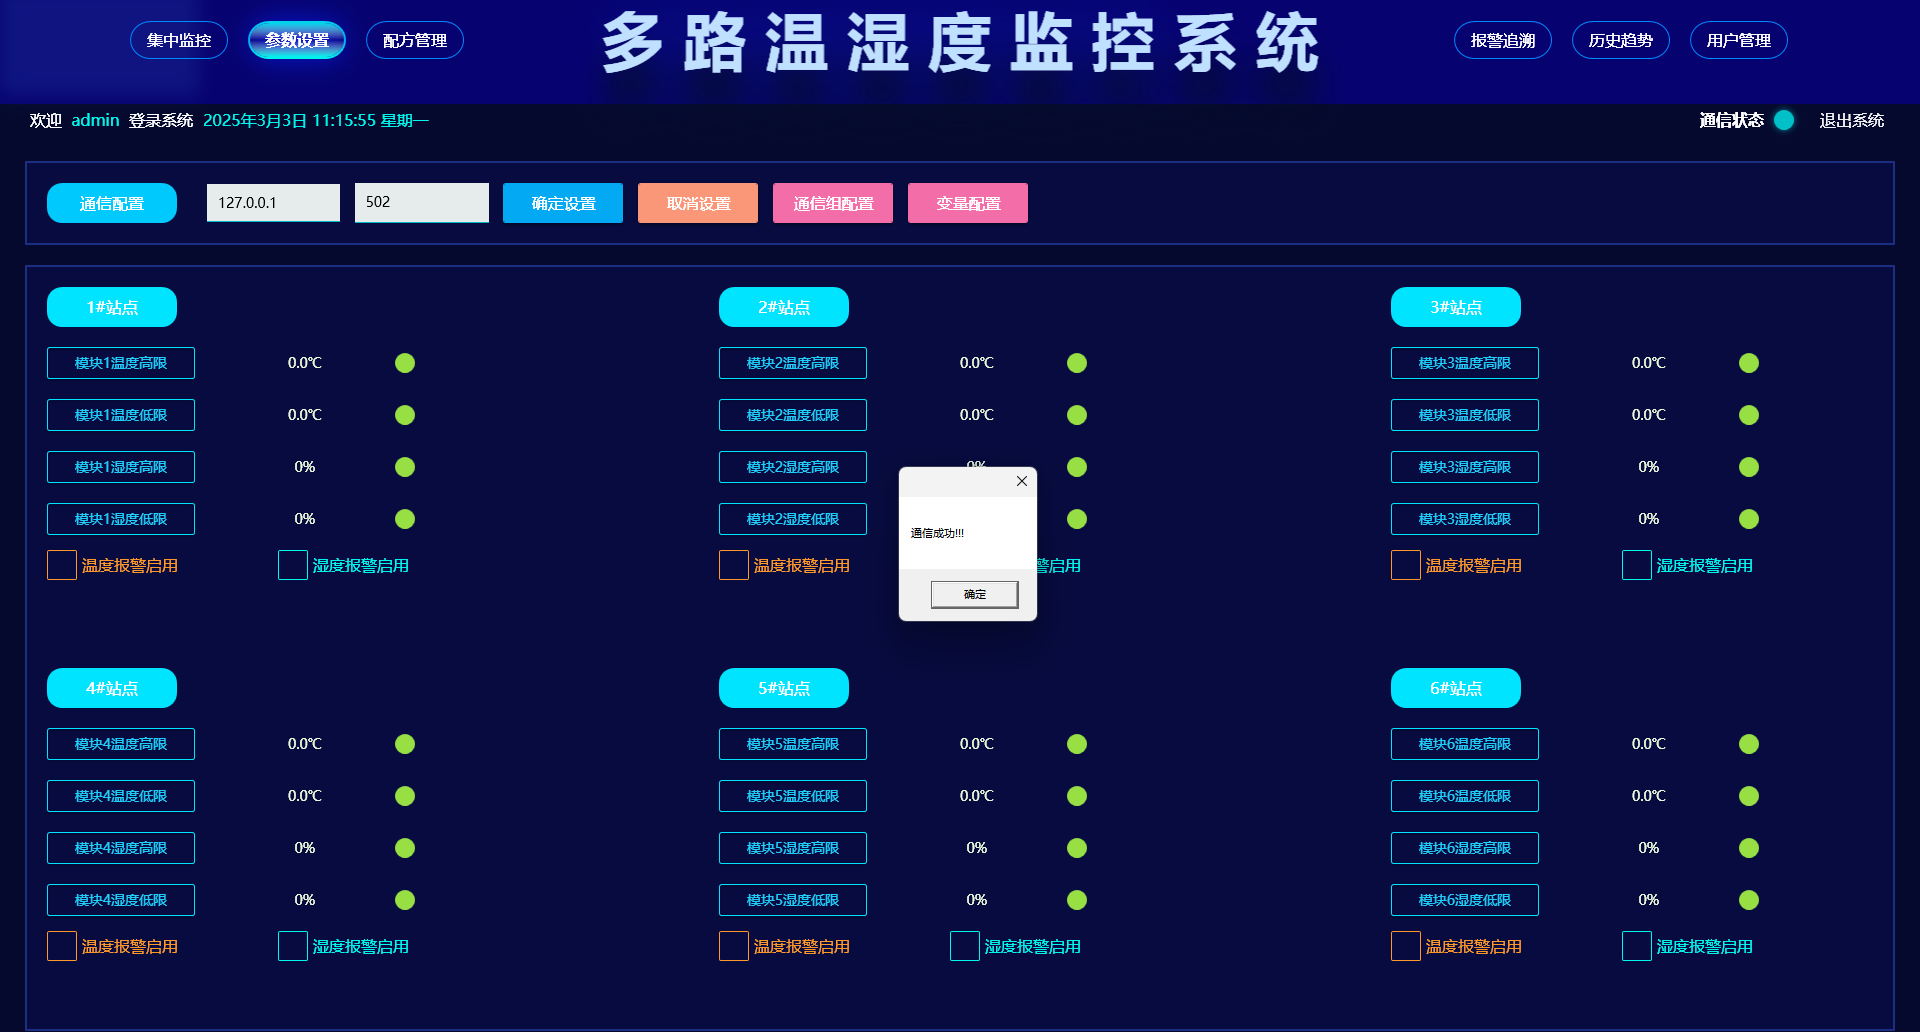 集中监控 参数设置 配方管理 多路温湿度监控系统 报警追溯 历史趋势 用户管理
欢迎 admin 登录系统 2025年3月3日 11:15:55 星期一 通信状态 退出系统
通信配置 127.0.0.1 502 确定设置 取消设置 通信组配置 变量配置
1#站点 2#站点 3#站点
模块1温度高限 0.0℃ 模块2温度高限 0.0℃ 模块3温度高限 0.0℃
模块1温度低限 0.0℃ 模块2温度低限 0.0℃ 模块3温度低限 0.0℃
模块1湿度高限 0% 模块2湿度高限 0% 模块3湿度高限 0%
模块1湿度低限 0% 模块2湿度低限 模块3湿度低限 0%
通信成功!!!
温度报警启用 湿度报警启用 温度报警启用 警启用 温度报警启用 湿度报警启用
确定
4#站点 5#站点 6#站点
模块4温度高限 0.0℃ 模块5温度高限 0.0℃ 模块6温度高限 0.0℃
模块4温度低限 0.0℃ 模块5温度低限 0.0℃ 模块6温度低限 0.0℃
模块4湿度高限 0% 模块5湿度高限 0% 模块6湿度高限 0%
模块4湿度低限 0% 模块5湿度低限 0% 模块6湿度低限 0%
温度报警启用 湿度报警启用 温度报警启用 湿度报警启用 温度报警启用 湿度报警启用